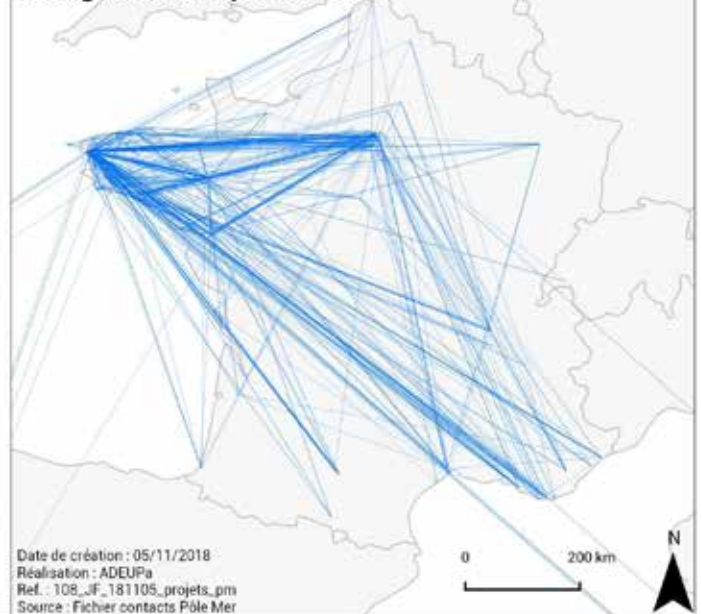 0 200 km
N
Date de création : 05/11/2018
Réalisation : ADEUPa
Ref. : 108_JF_181105_projets_pm
Source : Fichier contacts Pôle Mer